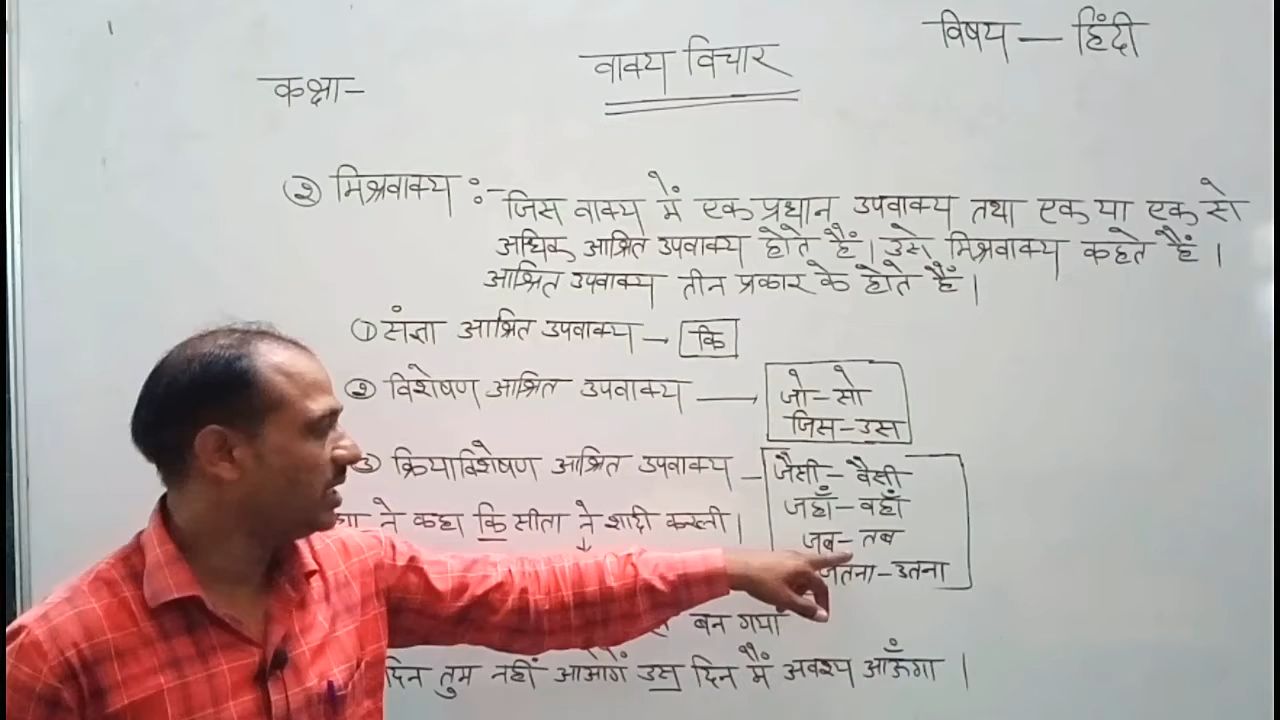 विषय — हिंदी
वाक्य विचार
कक्षा-
② मिश्रवाक्य :- जिस वाक्य में एक प्रधान उपवाक्य तथा एक या एक से
अधिक आश्रित उपवाक्य होते हैं। उसे मिश्रवाक्य कहते हैं।
आश्रित उपवाक्य तीन प्रकार के होते हैं।
① संज्ञा आश्रित उपवाक्य → कि
② विशेषण आश्रित उपवाक्य → जो-सो
जिस-उस
③ क्रियाविशेषण आश्रित उपवाक्य - जैसी-वैसी
जहाँ-वहाँ
जब-तब
उतना
ने कहा कि सीता ने शादी करली।
बन गया
दिन तुम नहीं आओगें उस दिन मैं अवश्य आऊँगा।